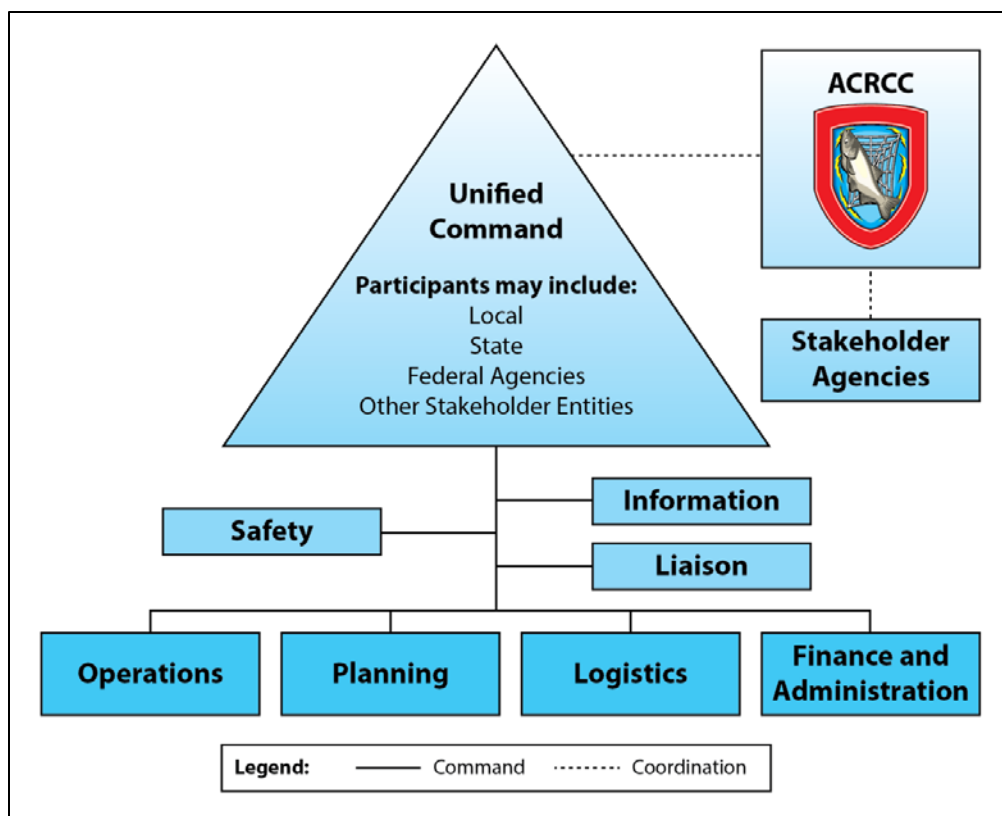 ACRCC
Unified
Command
Participants may include:
Local
State
Federal Agencies
Other Stakeholder Entities
Stakeholder
Agencies
Safety
Information
Liaison
Operations
Planning
Logistics
Finance and
Administration
Legend:
Command
Coordination